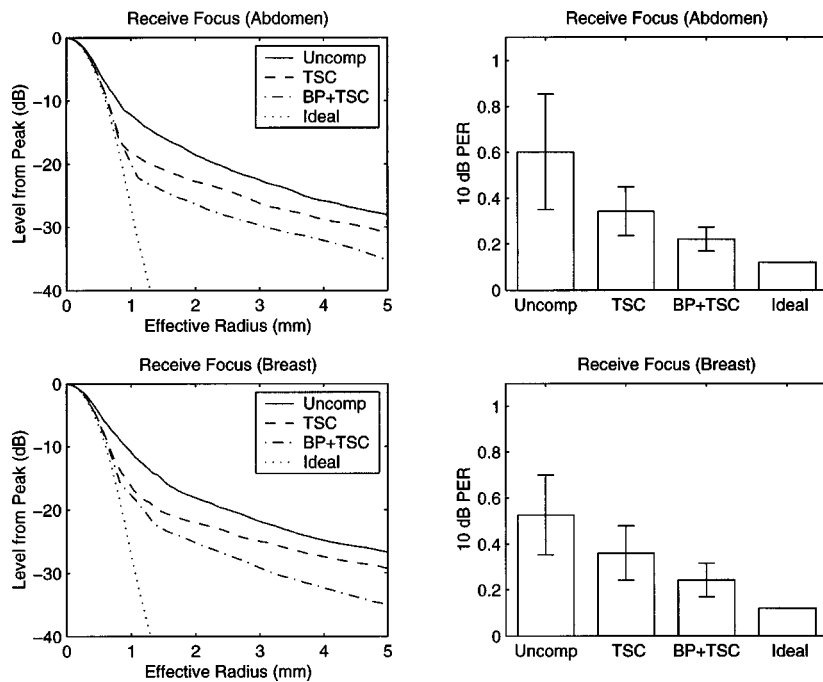 Receive Focus (Abdomen)
Level from Peak (dB)
0
−10
−20
−30
−40
0 1 2 3 4 5
Effective Radius (mm)
Uncomp
TSC
BP+TSC
Ideal
10 dB PER
1
0.8
0.6
0.4
0.2
0
Uncomp TSC BP+TSC Ideal
Receive Focus (Breast)
Level from Peak (dB)
0
−10
−20
−30
−40
0 1 2 3 4 5
Effective Radius (mm)
Uncomp
TSC
BP+TSC
Ideal
Receive Focus (Breast)
10 dB PER
1
0.8
0.6
0.4
0.2
0
Uncomp TSC BP+TSC Ideal
Receive Focus (Abdomen)